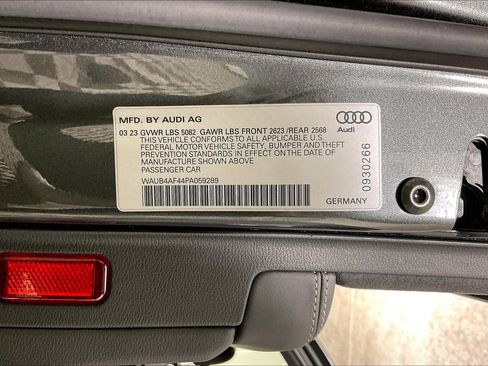 MFD. BY AUDI AG
03 23 GVWR LBS 5082 GAWR LBS FRONT 2623 /REAR 2568
THIS VEHICLE CONFORMS TO ALL APPLICABLE U.S.
FEDERAL MOTOR VEHICLE SAFETY, BUMPER AND THEFT
PREVENTION STANDARDS IN EFFECT ON THE
DATE OF MANUFACTURE SHOWN ABOVE
PASSENGER CAR
WAUB4AF44PA059289
Audi
0930266
GERMANY